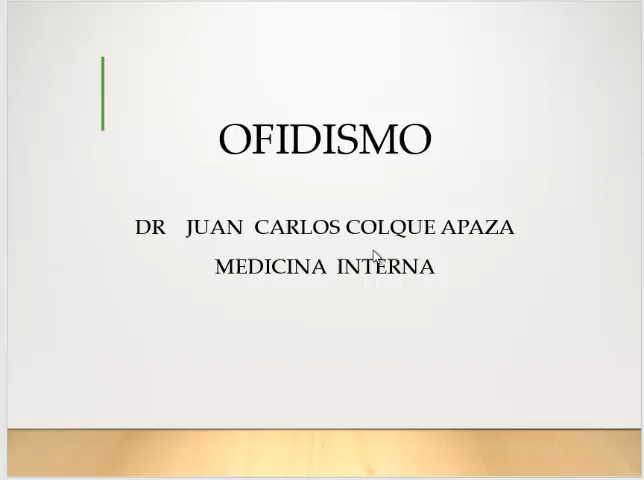 OFIDISMO
DR JUAN CARLOS COLQUE APAZA
MEDICINA INTERNA